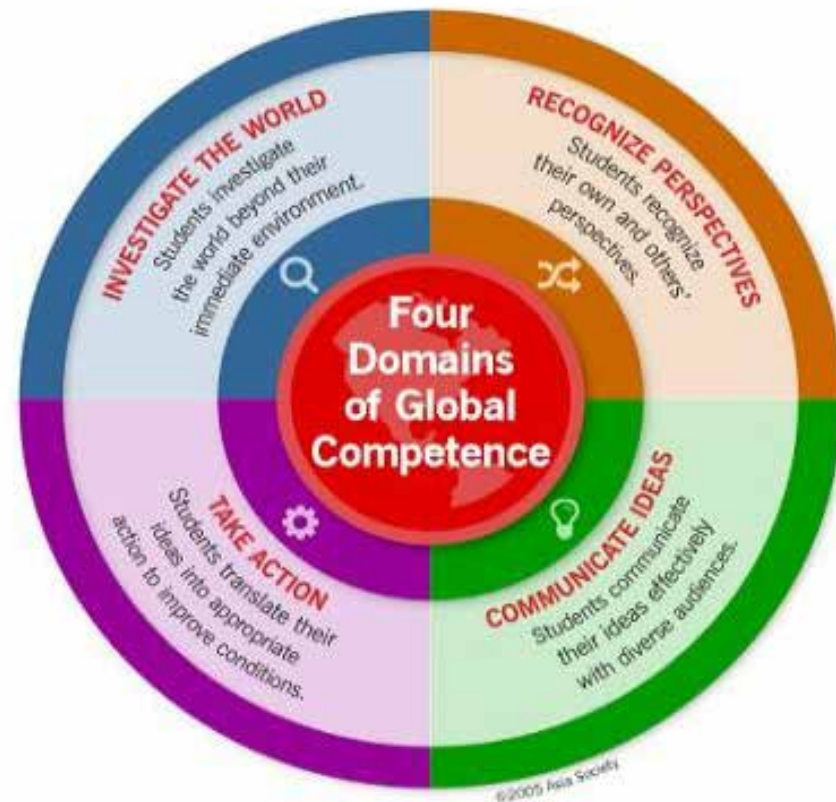 Four
Domains
of Global
Competence
INVESTIGATE THE WORLD
Students investigate
the world beyond their
immediate environment.
RECOGNIZE PERSPECTIVES
Students recognize
their own and others'
perspectives.
COMMUNICATE IDEAS
Students communicate
their ideas effectively
with diverse audiences.
TAKE ACTION
Students translate their
ideas into appropriate
action to improve conditions.
©2005 Asia Society